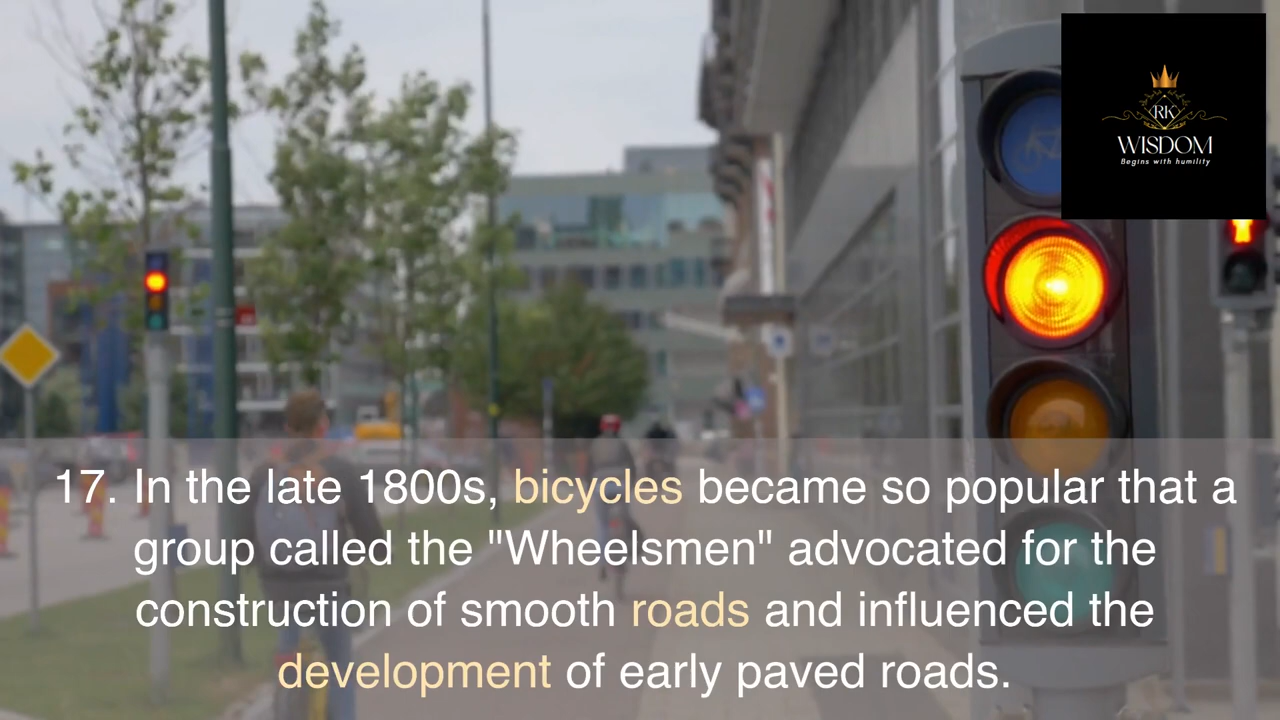 RK
WISDOM
Begins with humility
17. In the late 1800s, bicycles became so popular that a
group called the "Wheelsmen" advocated for the
construction of smooth roads and influenced the
development of early paved roads.